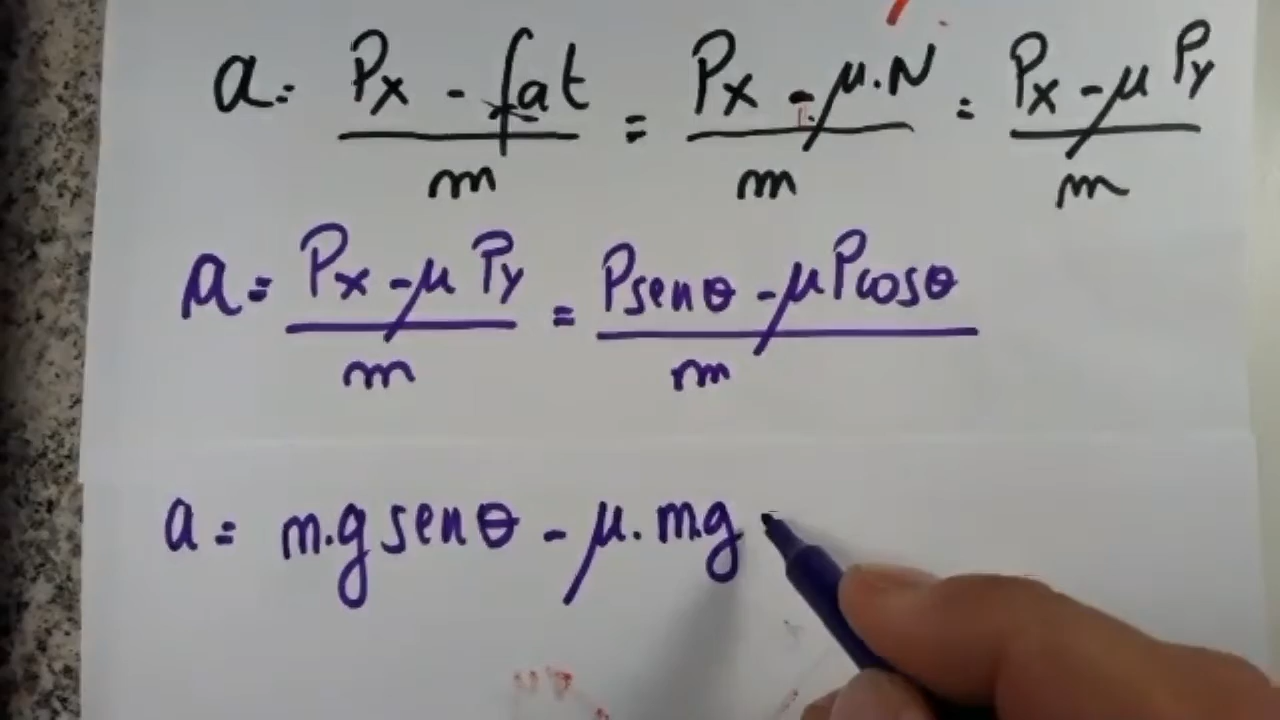 a = Px - fat / m = Px - μ.N / m = Px - μ Py / m
a = Px - μ Py / m = Psenθ - μPcosθ / m
a = m.g senθ - μ.m.g